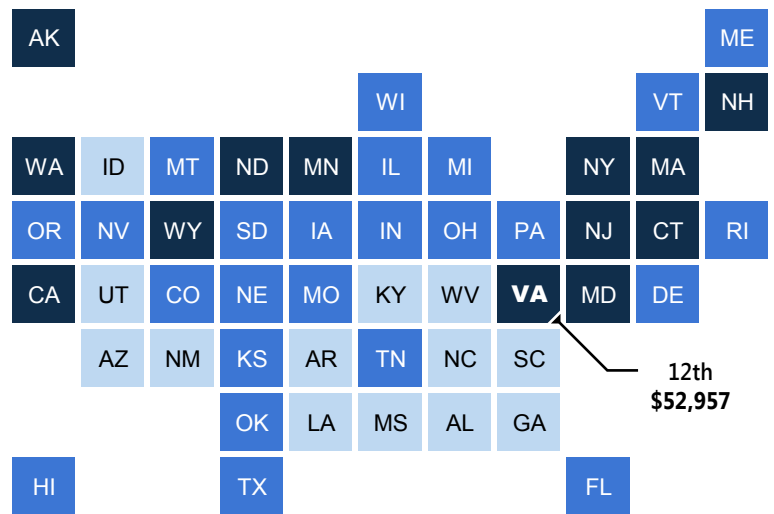 AK ME
WI VT NH
WA ID MT ND MN IL MI NY MA
OR NV WY SD IA IN OH PA NJ CT RI
CA UT CO NE MO KY WV VA MD DE
AZ NM KS AR TN NC SC
12th
$52,957
OK LA MS AL GA
HI TX FL